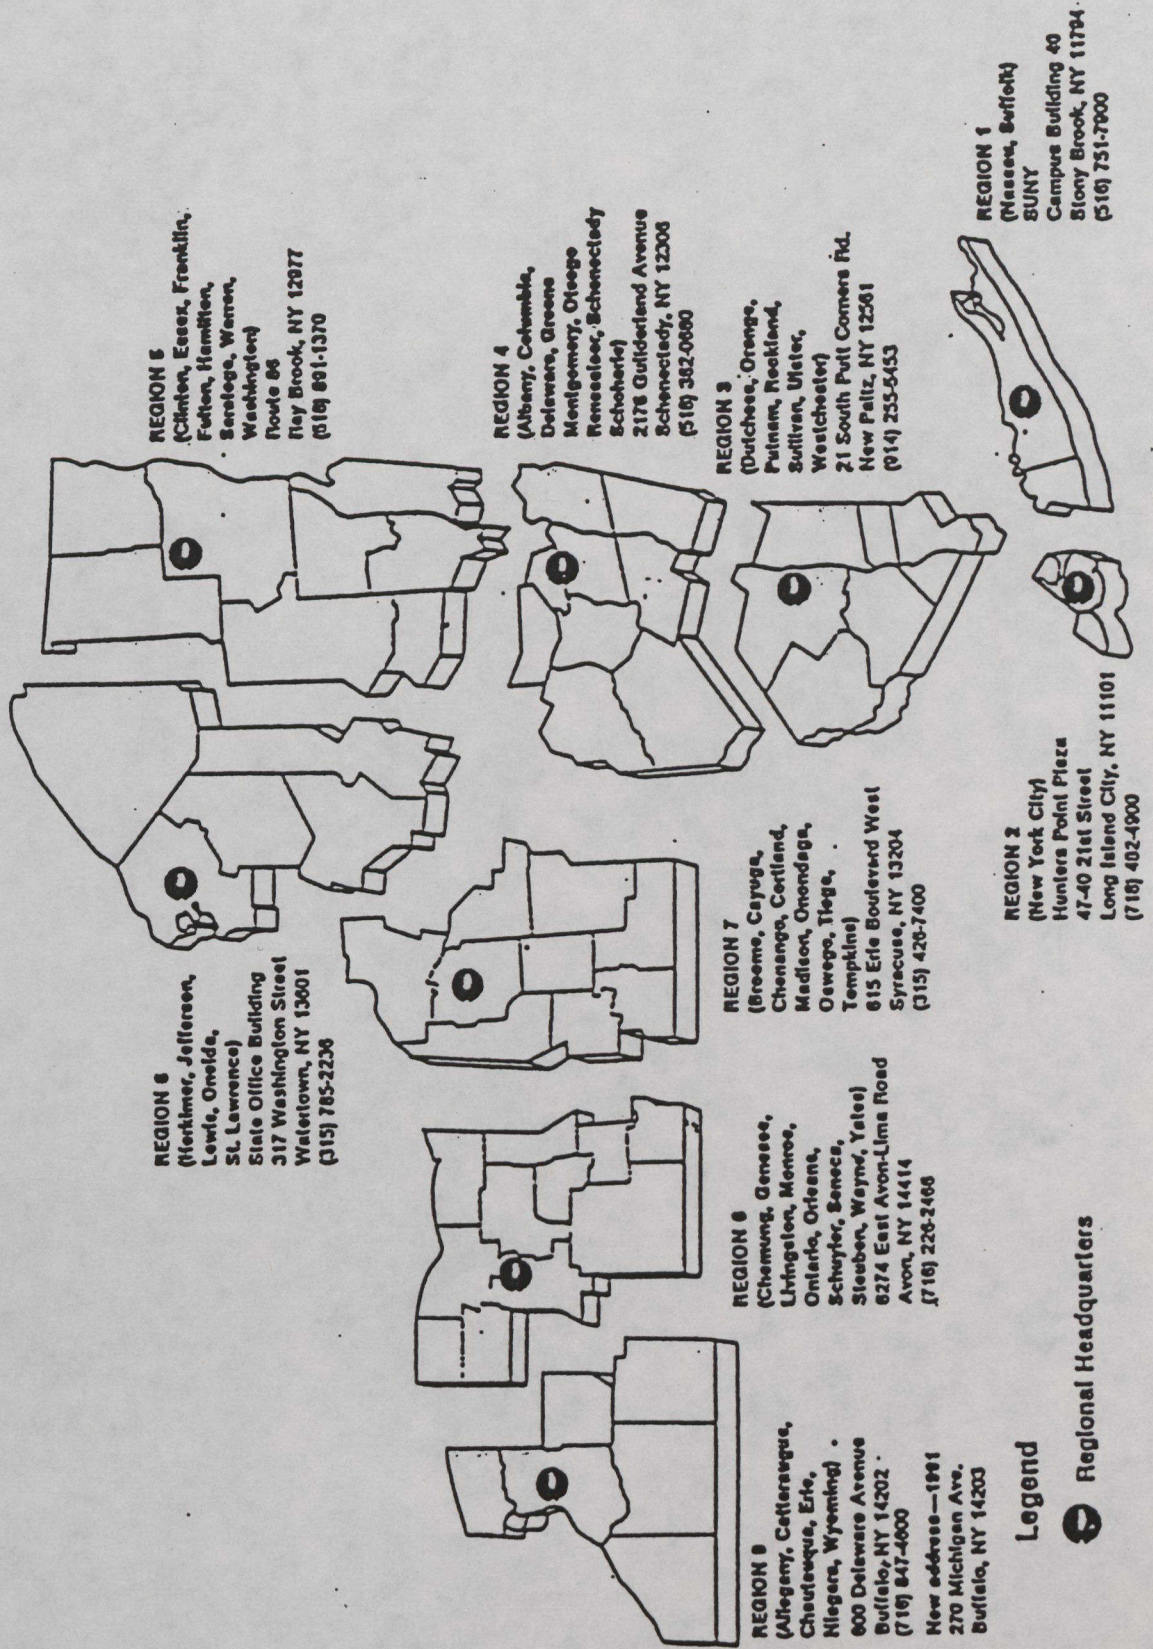 REGION 5
(Clinton, Essex, Franklin,
Fulton, Hamilton,
Saratoga, Warren,
Washington)
Route 86
Ray Brook, NY 12977
(518) 891-1370
REGION 6
(Herkimer, Jefferson,
Lewis, Oneida,
St. Lawrence)
State Office Building
317 Washington Street
Watertown, NY 13601
(315) 785-2236
REGION 4
(Albany, Columbia,
Delaware, Greene
Montgomery, Otsego
Rensselaer, Schenectady
Schoharie)
2176 Guilderland Avenue
Schenectady, NY 12306
(518) 382-0680
REGION 3
(Dutchess, Orange,
Putnam, Rockland,
Sullivan, Ulster,
Westchester)
21 South Putt Corners Rd.
New Paltz, NY 12561
(914) 255-5453
REGION 1
(Nassau, Suffolk)
SUNY
Campus Building 40
Stony Brook, NY 11794
(516) 751-7900
REGION 2
(New York City)
Hunters Point Plaza
47-40 21st Street
Long Island City, NY 11101
(718) 482-4900
REGION 7
(Broome, Cayuga,
Chenango, Cortland,
Madison, Onondaga,
Oswego, Tioga,
Tompkins)
615 Erie Boulevard West
Syracuse, NY 13204
(315) 426-7400
REGION 8
(Chemung, Genesee,
Livingston, Monroe,
Ontario, Orleans,
Schuyler, Seneca,
Steuben, Wayne, Yates)
6274 East Avon-Lima Road
Avon, NY 14414
(716) 226-2466
REGION 9
(Allegany, Cattaraugus,
Chautauqua, Erie,
Niagara, Wyoming)
600 Delaware Avenue
Buffalo, NY 14202
(716) 847-4600
New address—1991
270 Michigan Ave.
Buffalo, NY 14203
Legend
Regional Headquarters